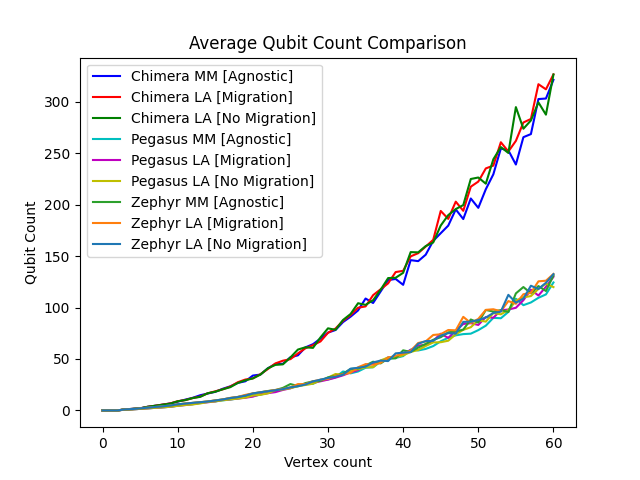 Average Qubit Count Comparison
Chimera MM [Agnostic]
Chimera LA [Migration]
Chimera LA [No Migration]
Pegasus MM [Agnostic]
Pegasus LA [Migration]
Pegasus LA [No Migration]
Zephyr MM [Agnostic]
Zephyr LA [Migration]
Zephyr LA [No Migration]
Qubit Count
300
250
200
150
100
50
0
0 10 20 30 40 50 60
Vertex count